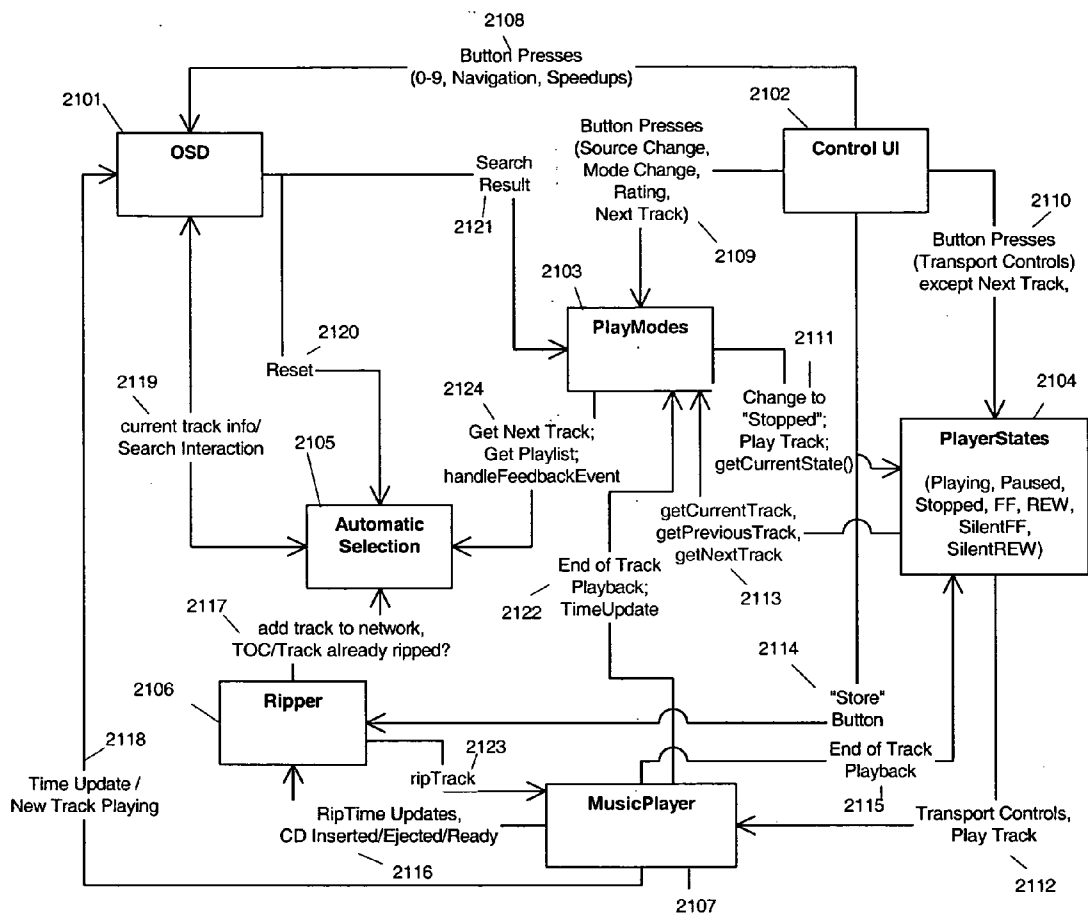 2108
Button Presses
(0-9, Navigation, Speedups)
2101
OSD
2102
Control UI
Button Presses
(Source Change,
Mode Change,
Rating,
Next Track)
2109
Search
Result
2121
2110
Button Presses
(Transport Controls)
except Next Track,
2103
PlayModes
2120
Reset
2111
Change to
"Stopped";
Play Track;
getCurrentState()
2119
current track info/
Search Interaction
2124
Get Next Track;
Get Playlist;
handleFeedbackEvent
2104
PlayerStates
(Playing, Paused,
Stopped, FF, REW,
SilentFF,
SilentREW)
2105
Automatic
Selection
getCurrentTrack,
getPreviousTrack,
getNextTrack
2113
End of Track
Playback;
TimeUpdate
2122
2117
add track to network,
TOC/Track already ripped?
2114
"Store"
Button
2106
Ripper
2118
Time Update /
New Track Playing
2123
ripTrack
End of Track
Playback
2115
MusicPlayer
RipTime Updates,
CD Inserted/Ejected/Ready
2116
Transport Controls,
Play Track
2112
2107